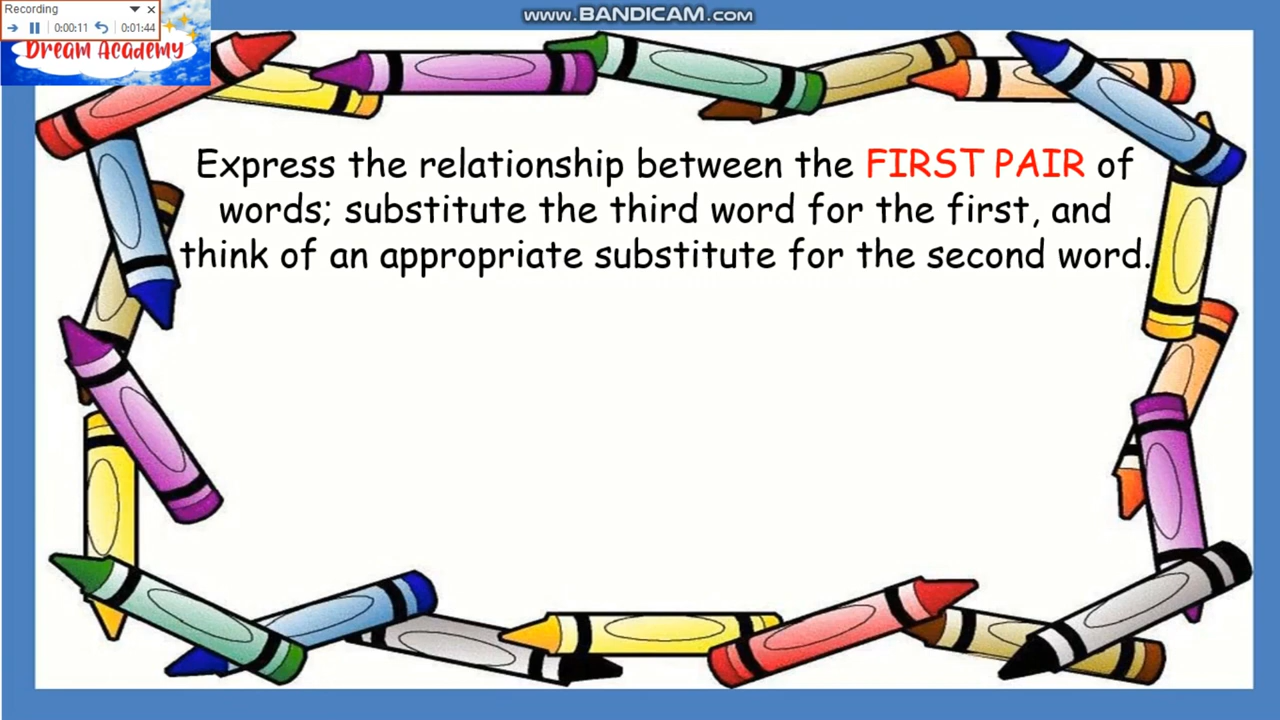 Recording
0:00:11
0:01:44
www.BANDICAM.com
Dream Academy
Express the relationship between the FIRST PAIR of
words; substitute the third word for the first, and
think of an appropriate substitute for the second word.